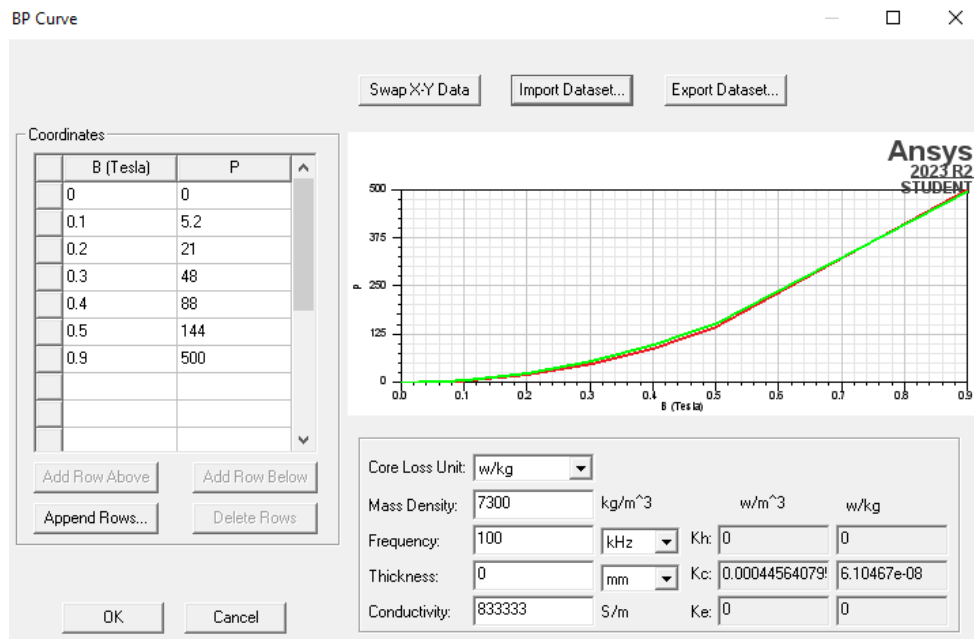 BP Curve
Swap X-Y Data
Import Dataset...
Export Dataset...
Coordinates
B (Tesla) P
0 0
0.1 5.2
0.2 21
0.3 48
0.4 88
0.5 144
0.9 500
Add Row Above
Add Row Below
Append Rows...
Delete Rows
OK
Cancel
Ansys
2023 R2
STUDENT
500
375
250
125
0
P
0.0 0.1 0.2 0.3 0.4 0.5 0.6 0.7 0.8 0.9
B (Tesla)
Core Loss Unit: w/kg
Mass Density: 7300 kg/m^3 w/m^3 w/kg
Frequency: 100 kHz Kh: 0 0
Thickness: 0 mm Kc: 0.00044564079 6.10467e-08
Conductivity: 833333 S/m Ke: 0 0